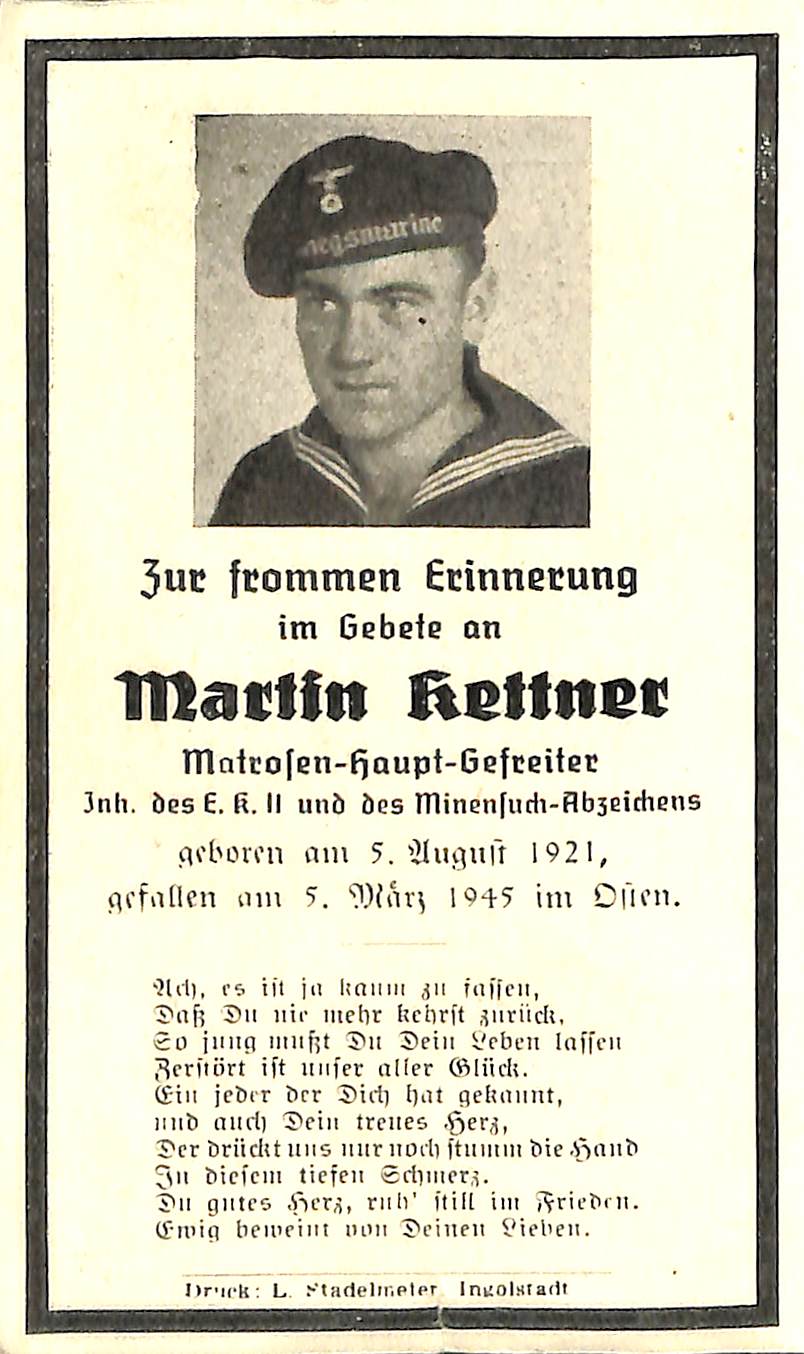 egsmarine
Zur frommen Erinnerung
im Gebete an
Martin Kettner
Matrosen-Haupt-Gefreiter
Inh. des E. K. II und des Minensuch-Abzeichens
geboren am 5. August 1921,
gefallen am 5. März 1945 im Osten.
Ach, es ist ja kaum zu fassen,
Daß Du nie mehr kehrst zurück,
So jung mußt Du Dein Leben lassen
Zerstört ist unser aller Glück.
Ein jeder der Dich hat gekannt,
und auch Dein treues Herz,
Der drückt uns nur noch stumm die Hand
In diesem tiefen Schmerz.
Du gutes Herz, ruh' still im Frieden.
Ewig beweint von Deinen Lieben.
Druck: L. Stadelmeier Ingolstadt